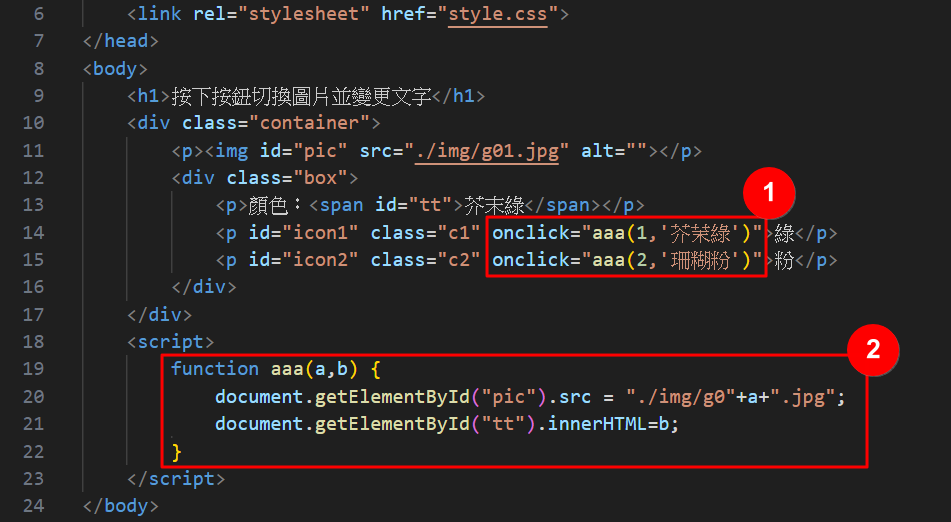 6 <link rel="stylesheet" href="style.css">
7 </head>
8 <body>
9 <h1>按下按鈕切換圖片並變更文字</h1>
10 <div class="container">
11 <p><img id="pic" src="./img/g01.jpg" alt=""></p>
12 <div class="box">
1
13 <p>顏色：<span id="tt">芥末綠</span></p>
14 <p id="icon1" class="c1" onclick="aaa(1,'芥茉綠')">綠</p>
15 <p id="icon2" class="c2" onclick="aaa(2,'珊糊粉')">粉</p>
16 </div>
17 </div>
18 <script>
2
19 function aaa(a,b) {
20 document.getElementById("pic").src = "./img/g0"+a+".jpg";
21 document.getElementById("tt").innerHTML=b;
22 }
23 </script>
24 </body>